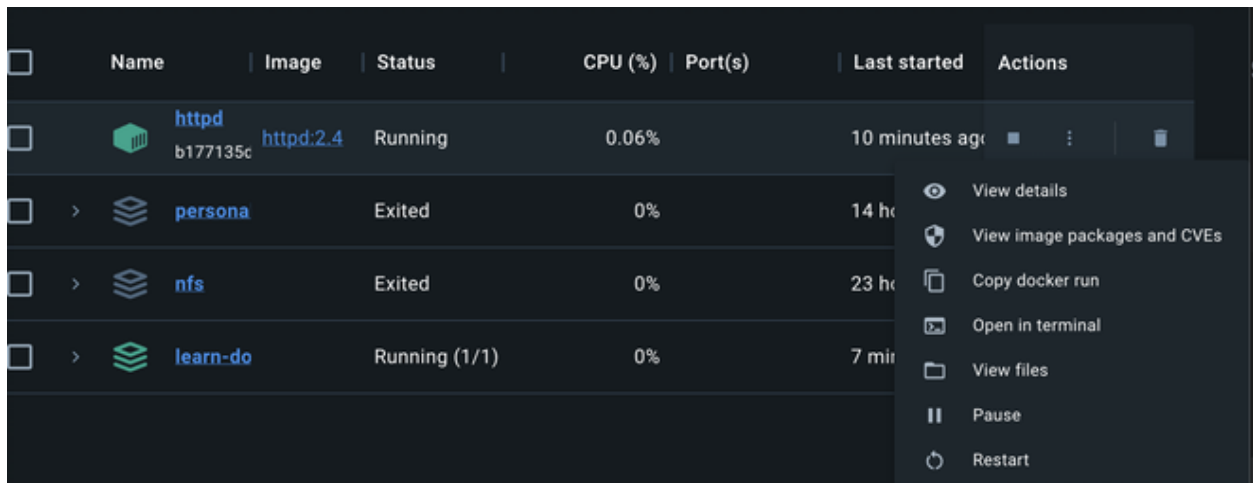 Name Image Status CPU (%) Port(s) Last started Actions
httpd
b177135c httpd:2.4 Running 0.06% 10 minutes ago
persona Exited 0% 14 ho
nfs Exited 0% 23 ho
learn-do Running (1/1) 0% 7 min
View details
View image packages and CVEs
Copy docker run
Open in terminal
View files
Pause
Restart